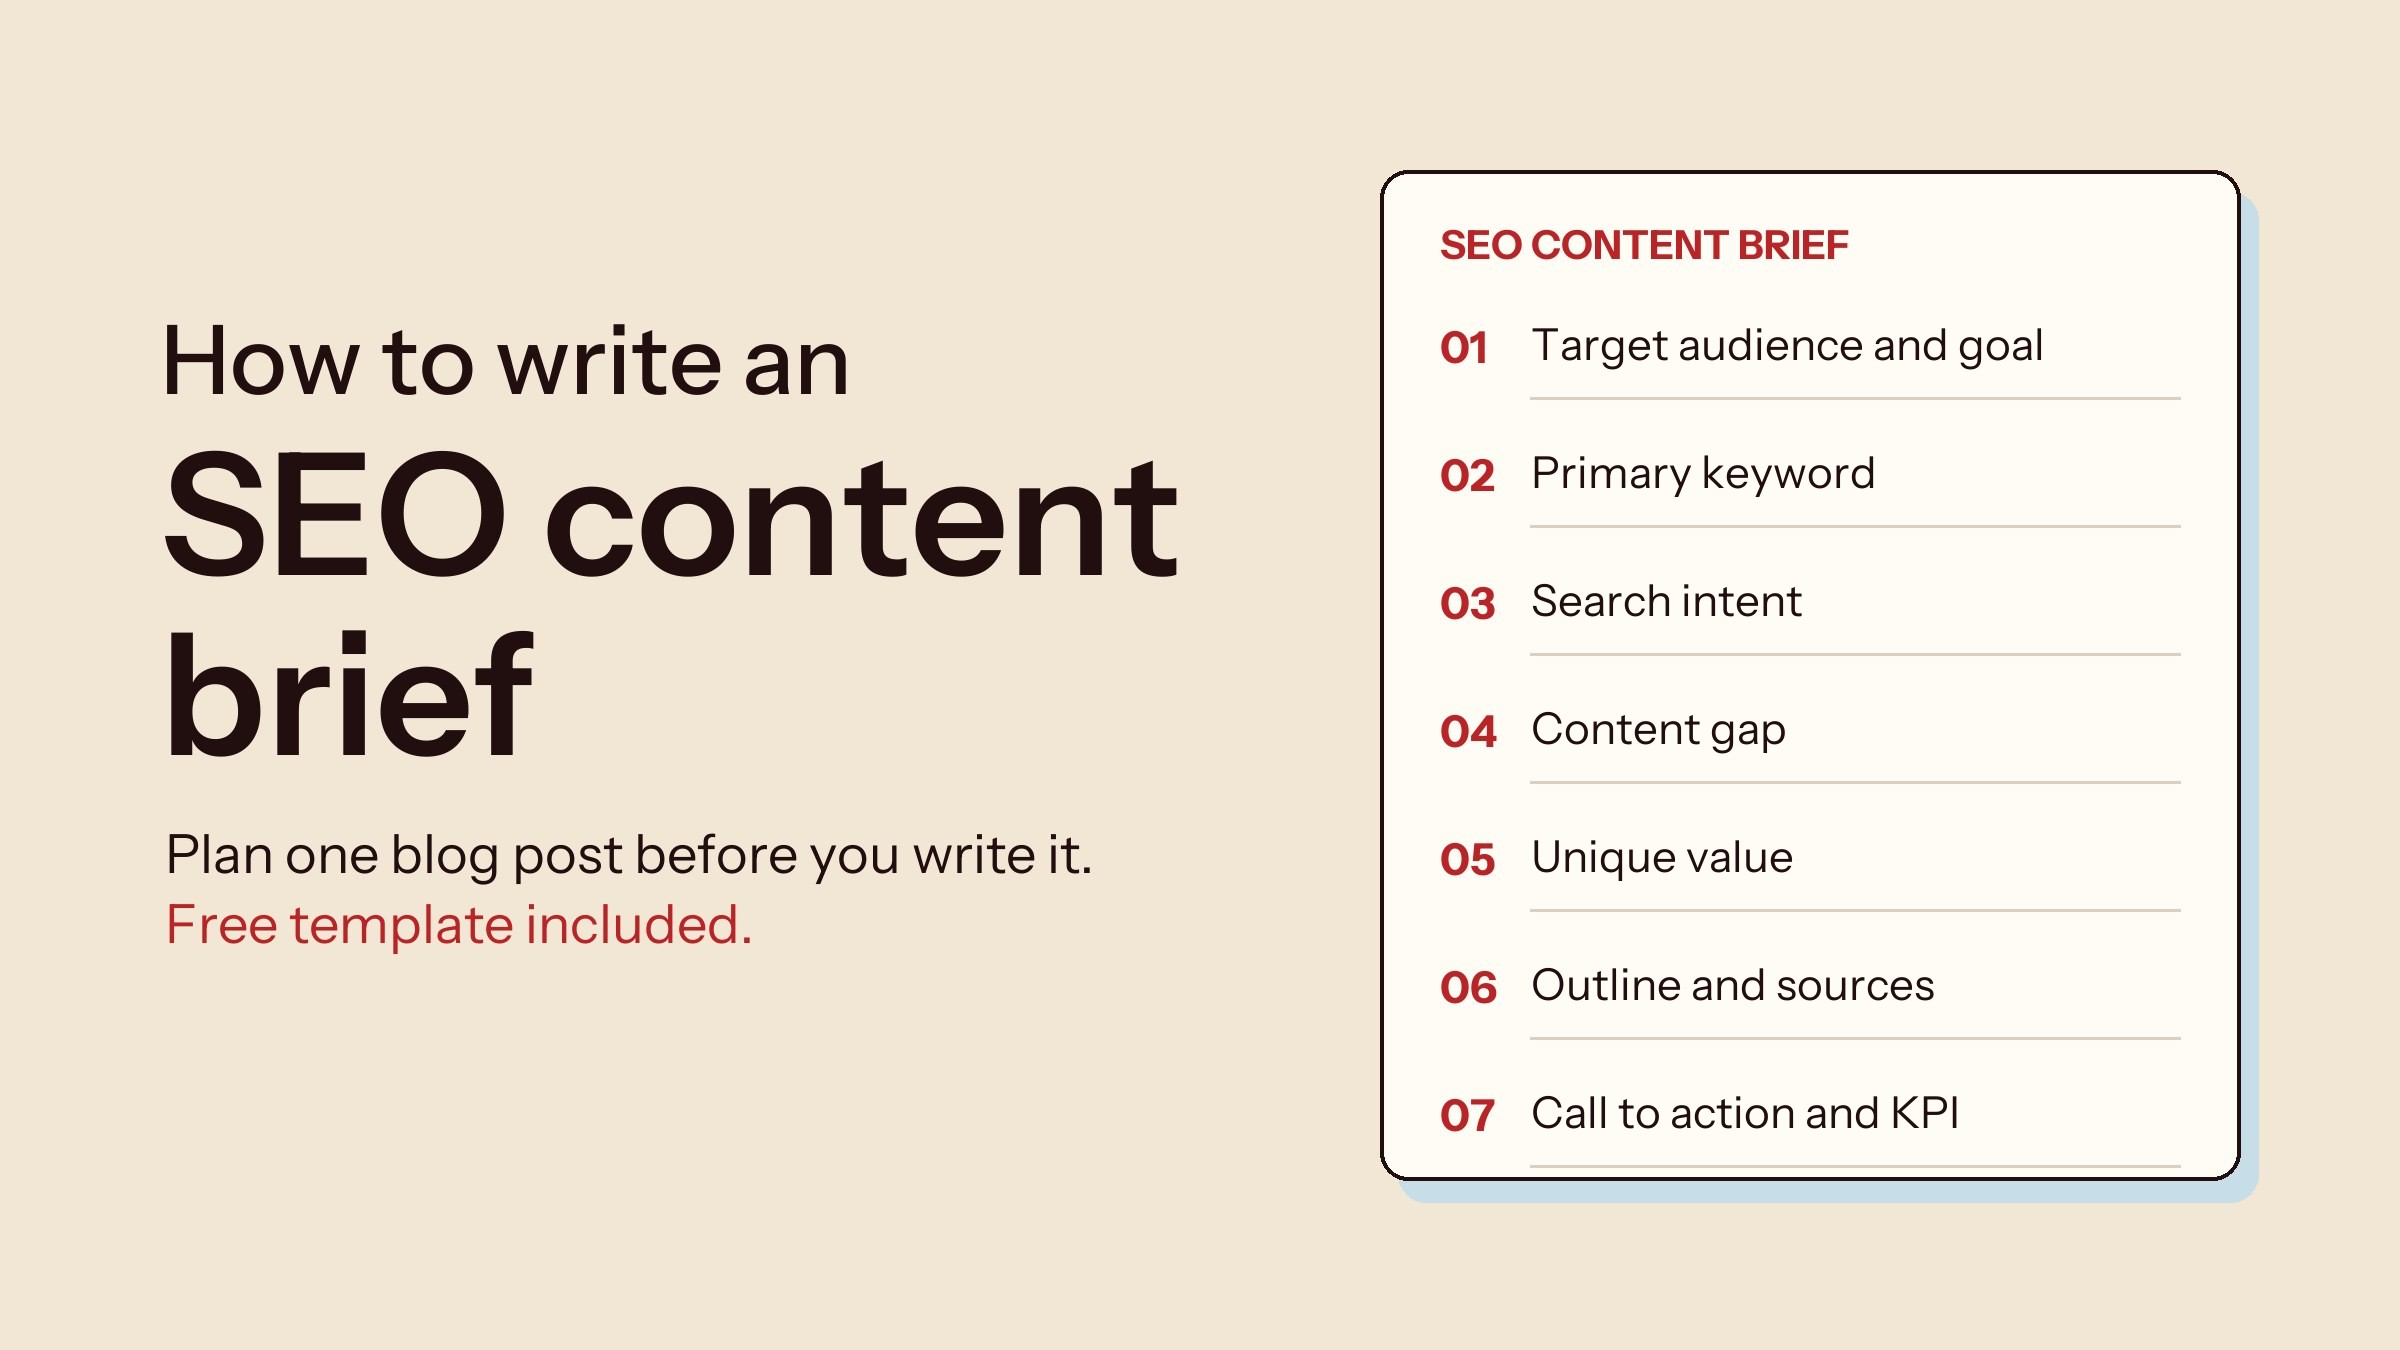 How to write an
SEO content
brief
Plan one blog post before you write it.
Free template included.
SEO CONTENT BRIEF
01 Target audience and goal
02 Primary keyword
03 Search intent
04 Content gap
05 Unique value
06 Outline and sources
07 Call to action and KPI